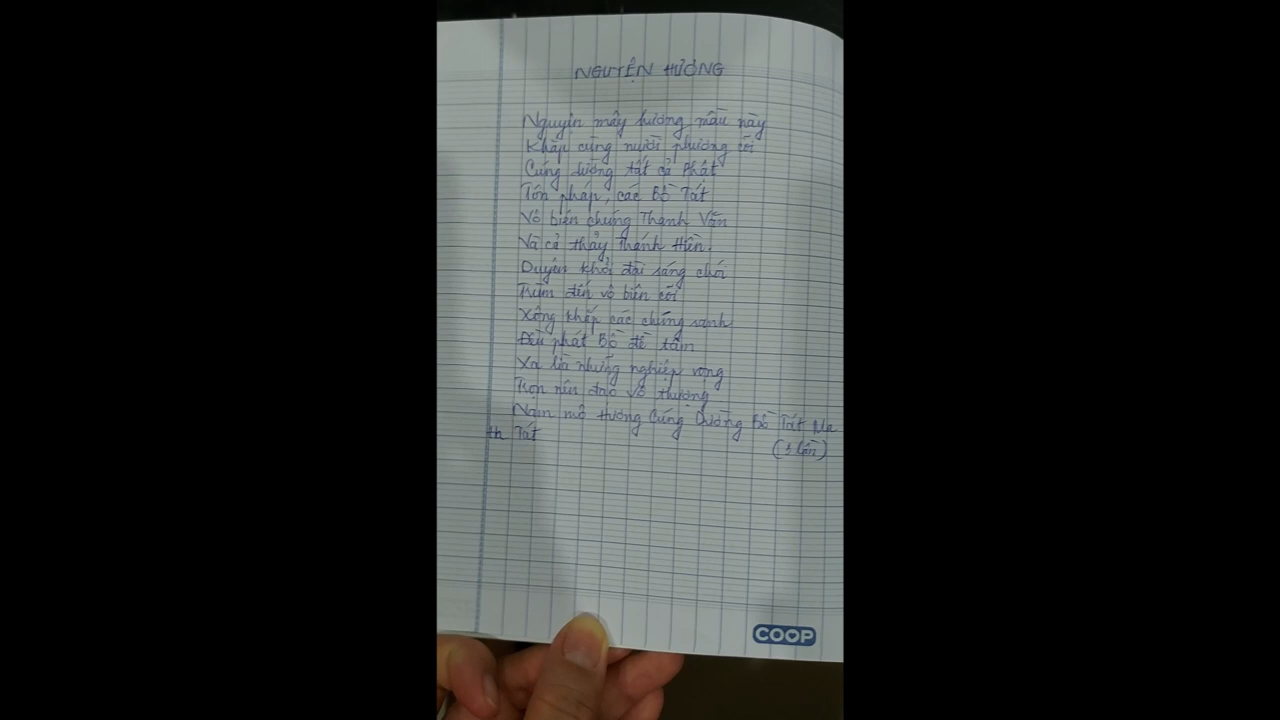 NGUYỆN HƯƠNG
Nguyện mây hương mầu này
Khắp cùng mười phương cõi
Cúng dường tất cả Phật
Tôn pháp, các Bồ Tát
Vô biên chúng Thanh Văn
Và cả thảy Thánh Hiền.
Duyên khởi đài sáng chói
Trùm đến vô biên cõi
Xông khắp các chúng sanh
Đều phát Bồ đề tâm
Xa lìa những nghiệp vọng
Trọn nên đạo vô thượng
Nam mô Hương Cúng Dường Bồ Tát Ma
ha Tát
(3 lần)
COOP